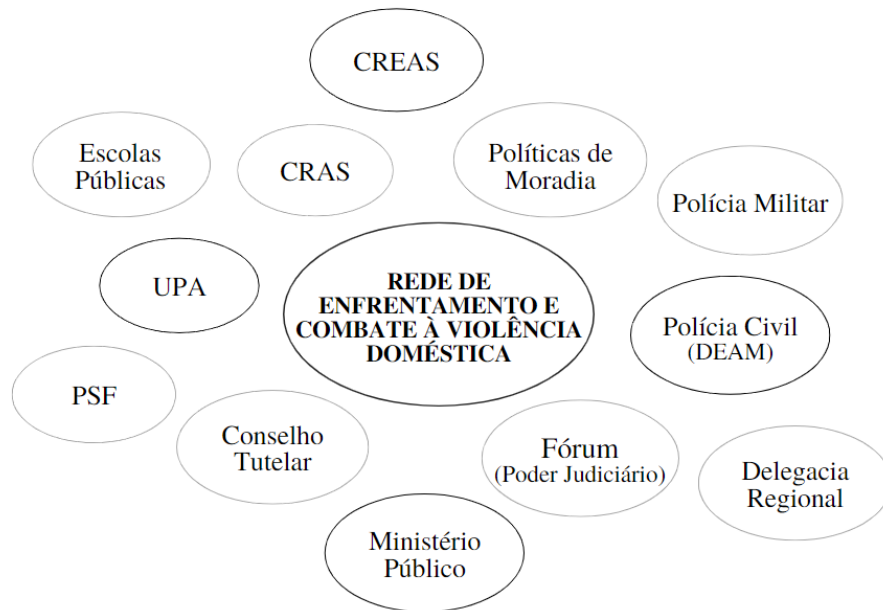 CREAS
Escolas
Públicas
CRAS
Políticas de
Moradia
Polícia Militar
UPA
REDE DE
ENFRENTAMENTO E
COMBATE À VIOLÊNCIA
DOMÉSTICA
Polícia Civil
(DEAM)
PSF
Conselho
Tutelar
Fórum
(Poder Judiciário)
Delegacia
Regional
Ministério
Público